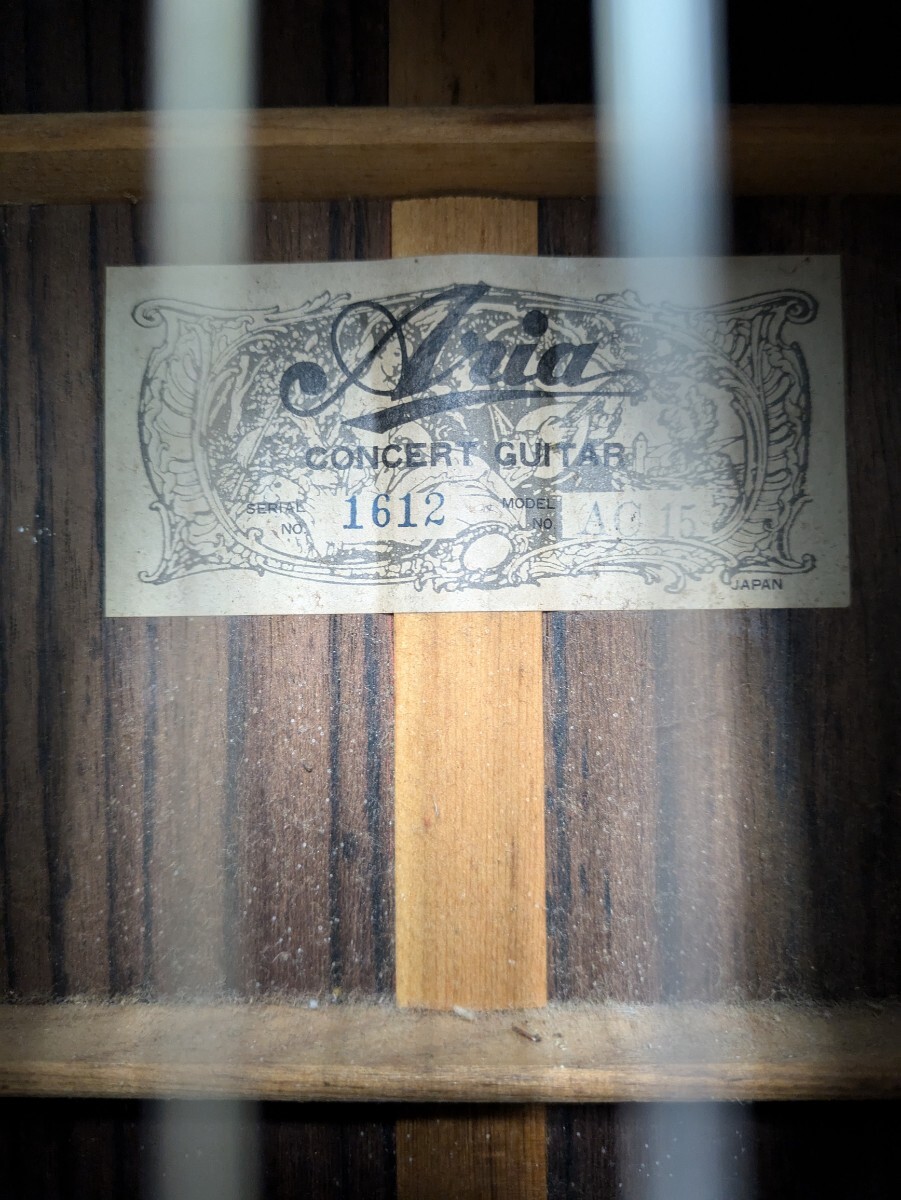 Aria
CONCERT GUITAR
SERIAL NO. 1612 MODEL NO AC 15
JAPAN